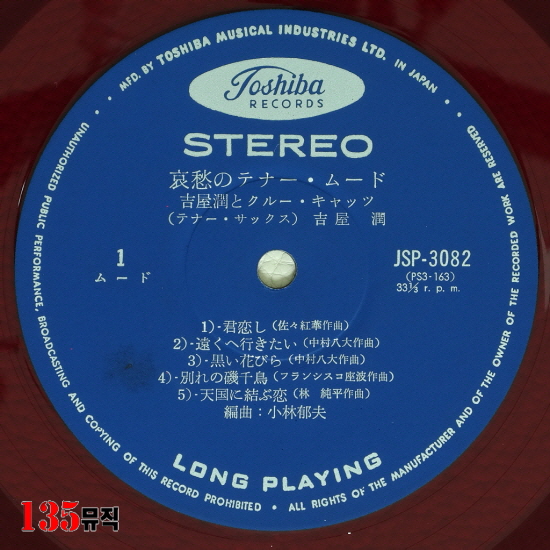 MFD. BY TOSHIBA MUSICAL INDUSTRIES LTD. IN JAPAN
Toshiba
RECORDS
STEREO
哀愁のテナー・ムード
吉屋潤とクルー・キャッツ
(テナー・サックス) 吉屋 潤
1
ムード
JSP-3082
(PS3-163)
33⅓ r. p. m.
1)-君恋し(佐々紅華作曲)
2)-遠くへ行きたい(中村八大作曲)
3)-黒い花びら(中村八大作曲)
4)-別れの磯千鳥(フランシスコ座波作曲)
5)-天国に結ぶ恋(林 純平作曲)
編曲:小林郁夫
LONG PLAYING
UNAUTHORIZED PUBLIC PERFORMANCE, BROADCASTING AND COPYING OF THIS RECORD PROHIBITED • ALL RIGHTS OF THE MANUFACTURER AND OF THE OWNER OF THE RECORDED WORK ARE RESERVED
135뮤직